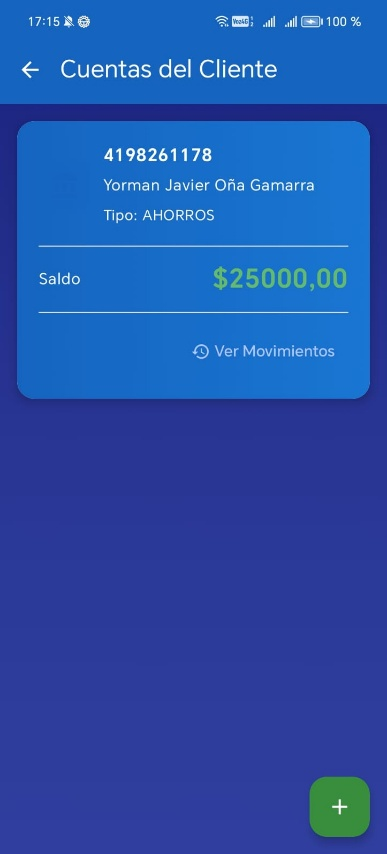 17:15 100 %
Cuentas del Cliente
4198261178
Yorman Javier Oña Gamarra
Tipo: AHORROS
Saldo $25000,00
Ver Movimientos